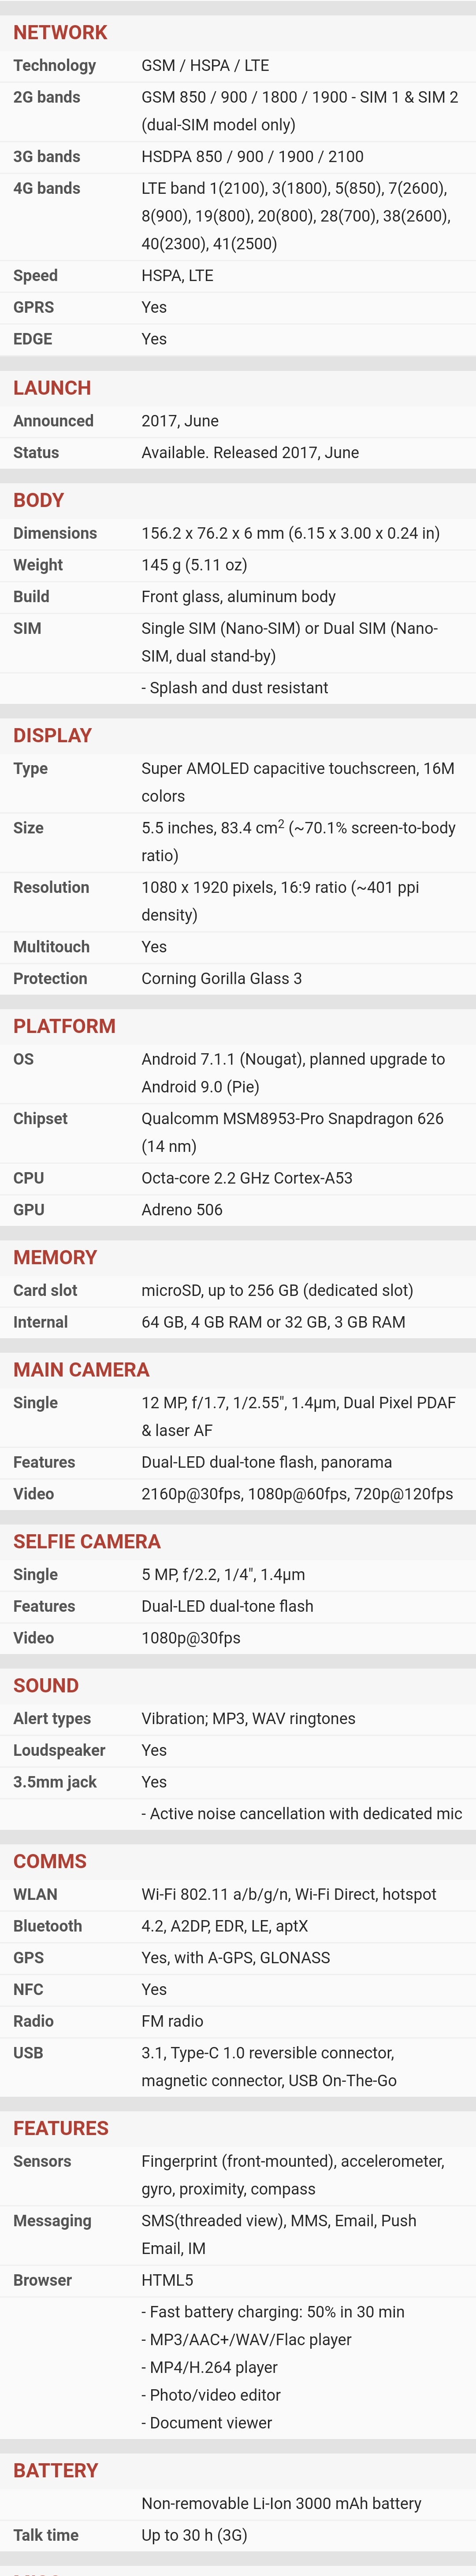 NETWORK
Technology GSM / HSPA / LTE
2G bands GSM 850 / 900 / 1800 / 1900 - SIM 1 & SIM 2
(dual-SIM model only)
3G bands HSDPA 850 / 900 / 1900 / 2100
4G bands LTE band 1(2100), 3(1800), 5(850), 7(2600),
8(900), 19(800), 20(800), 28(700), 38(2600),
40(2300), 41(2500)
Speed HSPA, LTE
GPRS Yes
EDGE Yes
LAUNCH
Announced 2017, June
Status Available. Released 2017, June
BODY
Dimensions 156.2 x 76.2 x 6 mm (6.15 x 3.00 x 0.24 in)
Weight 145 g (5.11 oz)
Build Front glass, aluminum body
SIM Single SIM (Nano-SIM) or Dual SIM (Nano-
SIM, dual stand-by)
- Splash and dust resistant
DISPLAY
Type Super AMOLED capacitive touchscreen, 16M
colors
Size 5.5 inches, 83.4 cm² (~70.1% screen-to-body
ratio)
Resolution 1080 x 1920 pixels, 16:9 ratio (~401 ppi
density)
Multitouch Yes
Protection Corning Gorilla Glass 3
PLATFORM
OS Android 7.1.1 (Nougat), planned upgrade to
Android 9.0 (Pie)
Chipset Qualcomm MSM8953-Pro Snapdragon 626
(14 nm)
CPU Octa-core 2.2 GHz Cortex-A53
GPU Adreno 506
MEMORY
Card slot microSD, up to 256 GB (dedicated slot)
Internal 64 GB, 4 GB RAM or 32 GB, 3 GB RAM
MAIN CAMERA
Single 12 MP, f/1.7, 1/2.55", 1.4µm, Dual Pixel PDAF
& laser AF
Features Dual-LED dual-tone flash, panorama
Video 2160p@30fps, 1080p@60fps, 720p@120fps
SELFIE CAMERA
Single 5 MP, f/2.2, 1/4", 1.4µm
Features Dual-LED dual-tone flash
Video 1080p@30fps
SOUND
Alert types Vibration; MP3, WAV ringtones
Loudspeaker Yes
3.5mm jack Yes
- Active noise cancellation with dedicated mic
COMMS
WLAN Wi-Fi 802.11 a/b/g/n, Wi-Fi Direct, hotspot
Bluetooth 4.2, A2DP, EDR, LE, aptX
GPS Yes, with A-GPS, GLONASS
NFC Yes
Radio FM radio
USB 3.1, Type-C 1.0 reversible connector,
magnetic connector, USB On-The-Go
FEATURES
Sensors Fingerprint (front-mounted), accelerometer,
gyro, proximity, compass
Messaging SMS(threaded view), MMS, Email, Push
Email, IM
Browser HTML5
- Fast battery charging: 50% in 30 min
- MP3/AAC+/WAV/Flac player
- MP4/H.264 player
- Photo/video editor
- Document viewer
BATTERY
Non-removable Li-Ion 3000 mAh battery
Talk time Up to 30 h (3G)